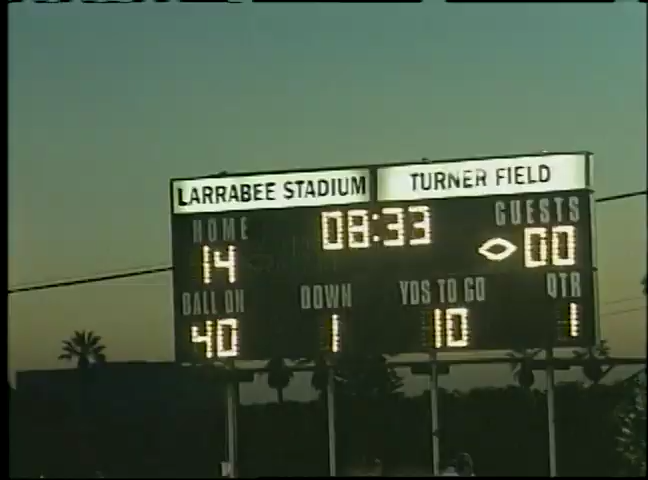 LARRABEE STADIUM TURNER FIELD
HOME 08:33 GUESTS
14 00
BALL ON DOWN YDS TO GO QTR
40 1 10 1